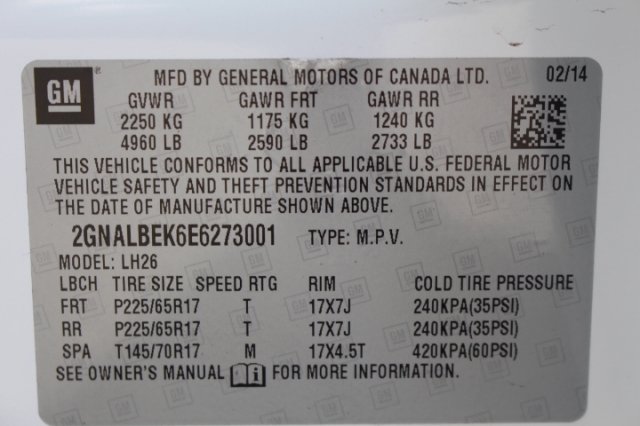 GM ® MFD BY GENERAL MOTORS OF CANADA LTD. 02/14
GVWR GAWR FRT GAWR RR
2250 KG 1175 KG 1240 KG
4960 LB 2590 LB 2733 LB
THIS VEHICLE CONFORMS TO ALL APPLICABLE U.S. FEDERAL MOTOR
VEHICLE SAFETY AND THEFT PREVENTION STANDARDS IN EFFECT ON
THE DATE OF MANUFACTURE SHOWN ABOVE.
2GNALBEK6E6273001 TYPE: M.P.V.
MODEL: LH26
LBCH TIRE SIZE SPEED RTG RIM COLD TIRE PRESSURE
FRT P225/65R17 T 17X7J 240KPA(35PSI)
RR P225/65R17 T 17X7J 240KPA(35PSI)
SPA T145/70R17 M 17X4.5T 420KPA(60PSI)
SEE OWNER'S MANUAL FOR MORE INFORMATION.